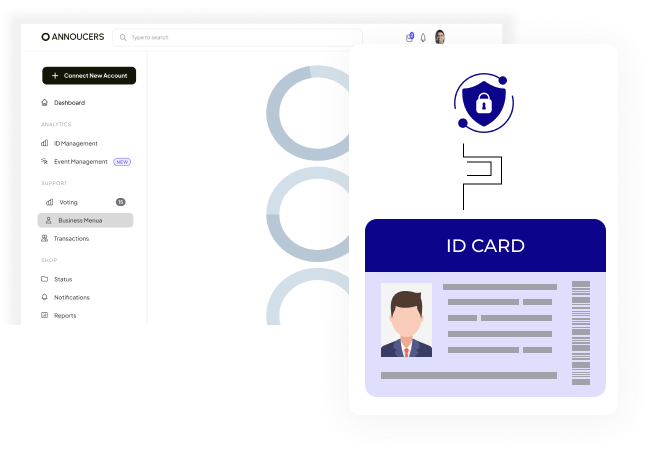 ANNOUCERS
Type to search
+ Connect New Account
Dashboard
ANALYTICS
ID Management
Event Management NEW
SUPPORT
Voting 15
Business Menua
Transactions
SHOP
Status
Notifications
Reports
ID CARD